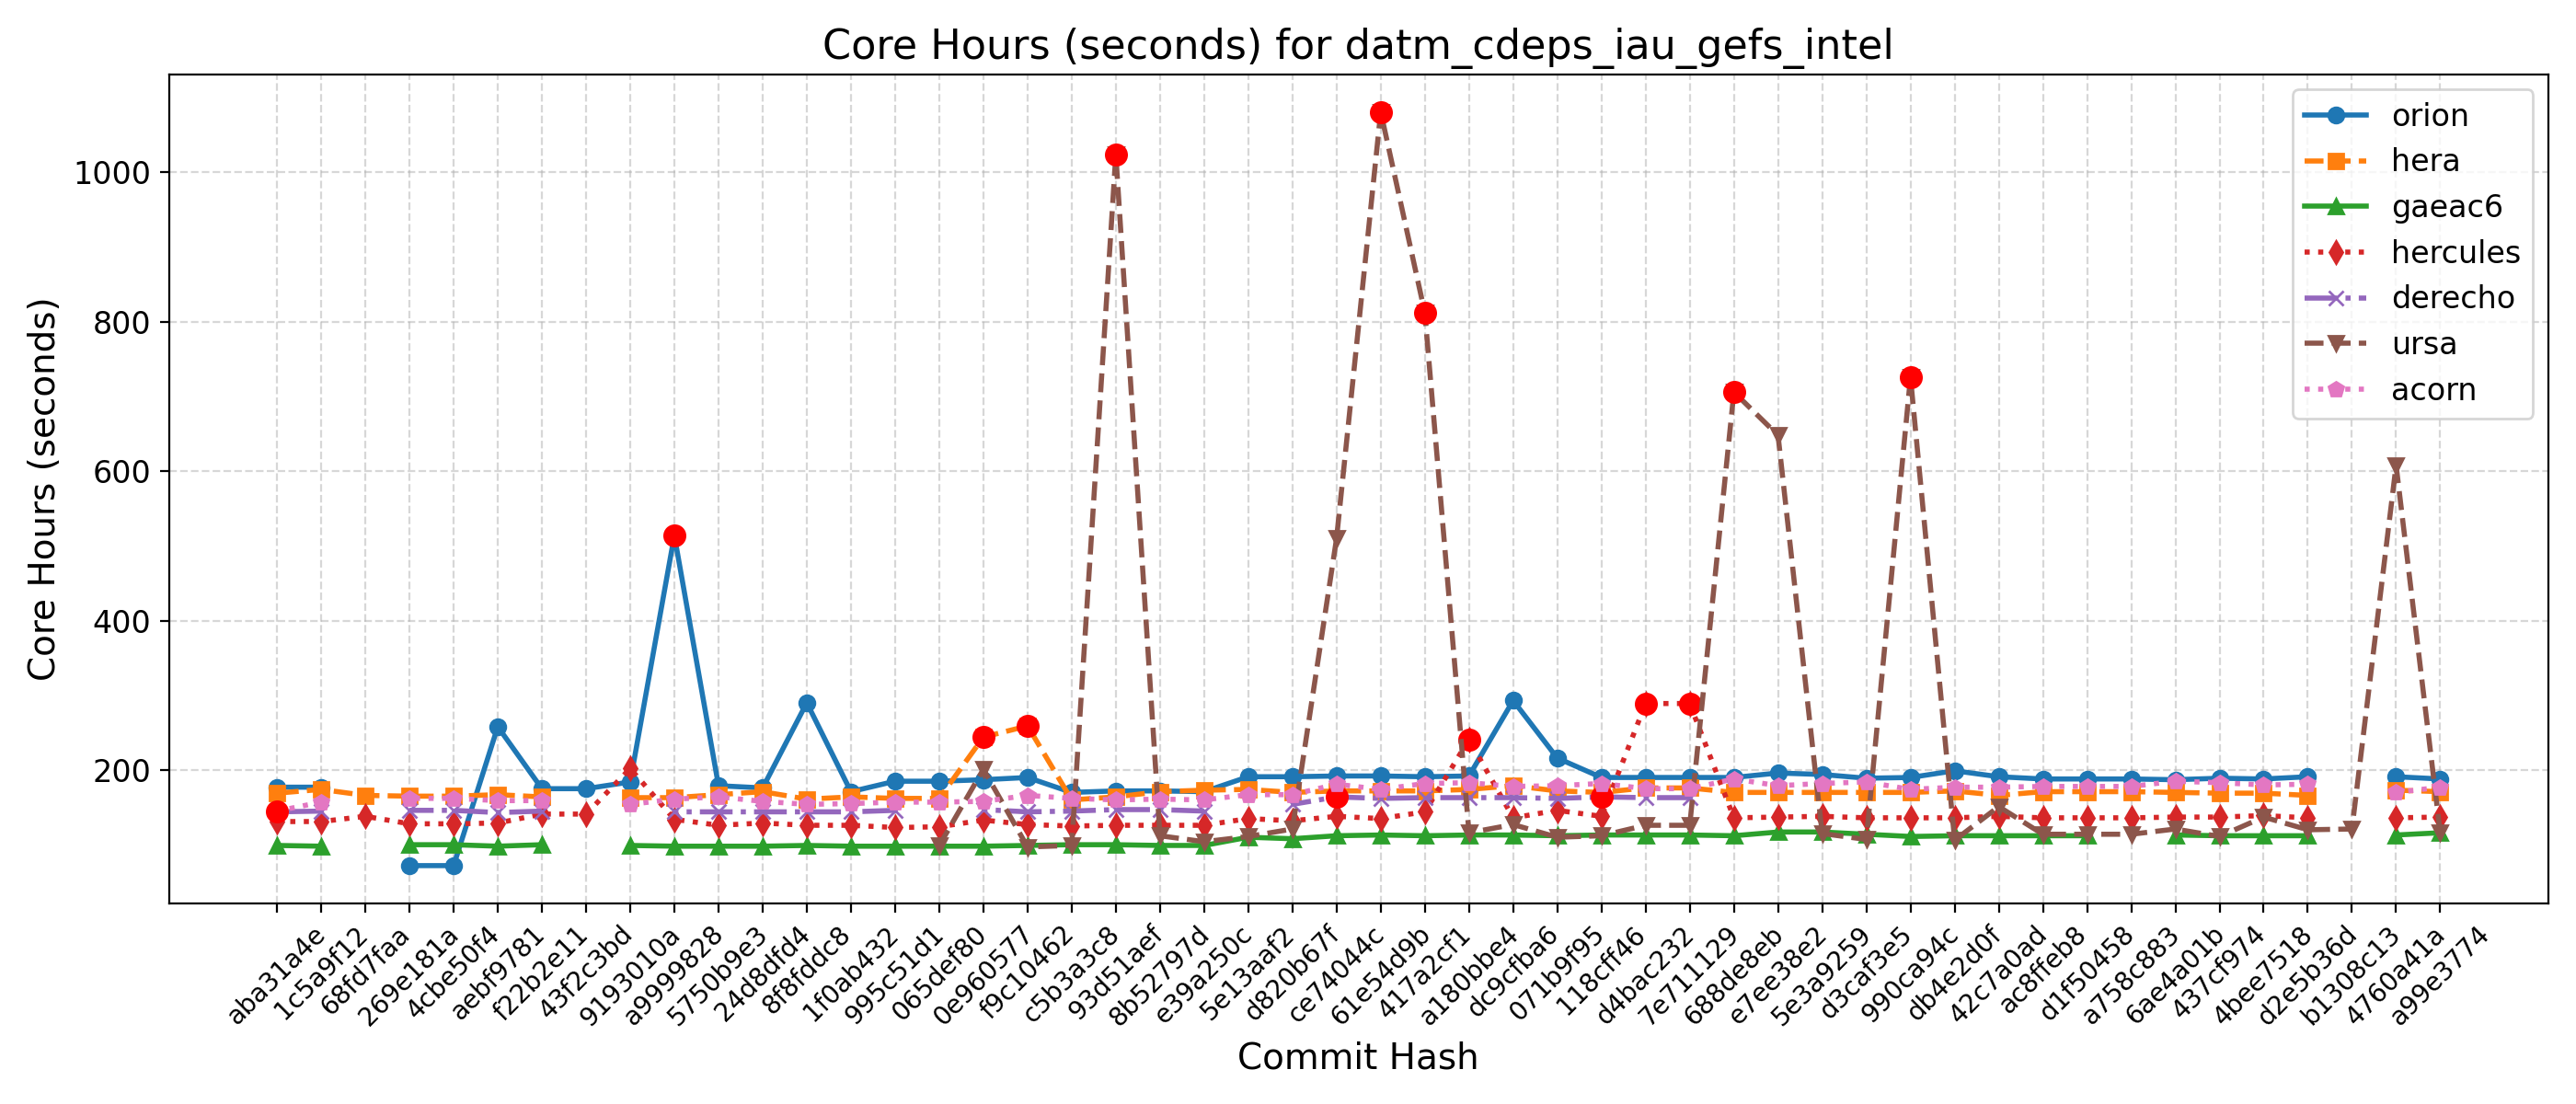 Core Hours (seconds) for datm_cdeps_iau_gefs_intel
Core Hours (seconds)
1000
800
600
400
200
orion
hera
gaeac6
hercules
derecho
ursa
acorn
aba31a4e
1c5a9f12
68fd7faa
269e181a
4cbe50f4
aebf9781
f22b2e11
43f2c3bd
9193010a
a9999828
5750b9e3
24d8dfd4
8f8fddc8
1f0ab432
995c51d1
065def80
0e960577
f9c10462
c5b3a3c8
93d51aef
8b52797d
e39a250c
5e13aaf2
d820b67f
ce74044c
61e54d9b
417a2cf1
a180bbe4
dc9cfba6
071b9f95
118cff46
d4bac232
7e711129
688de8eb
e7ee38e2
5e3a9259
d3caf3e5
990ca94c
db4e2d0f
42c7a0ad
ac8ffeb8
d1f50458
a758c883
6ae4a01b
437cf974
4bee7518
d2e5b36d
b1308c13
4760a41a
a99e3774
Commit Hash